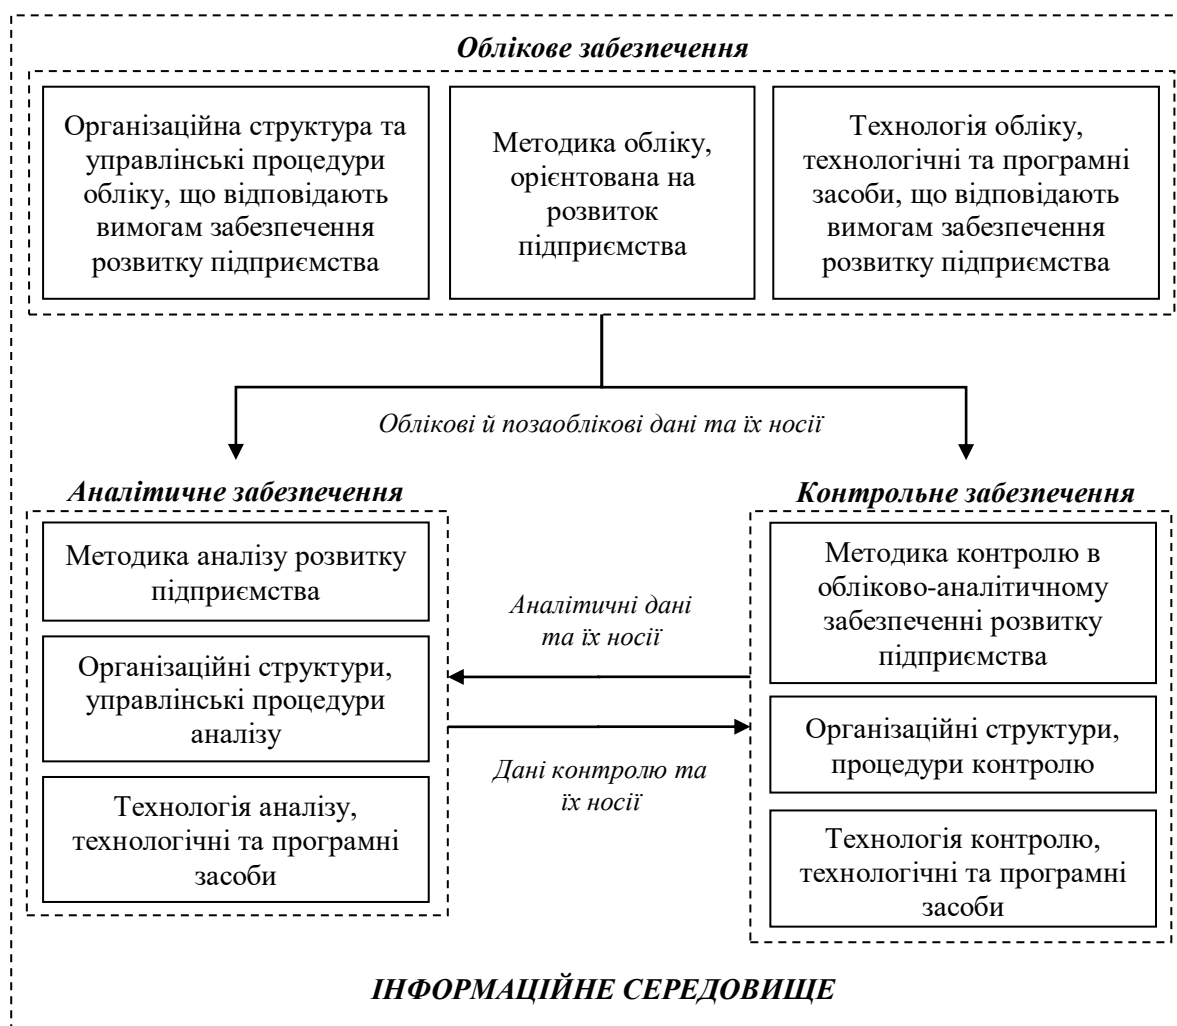 Облікове забезпечення
Організаційна структура та
управлінські процедури
обліку, що відповідають
вимогам забезпечення
розвитку підприємства
Методика обліку,
орієнтована на
розвиток
підприємства
Технологія обліку,
технологічні та програмні
засоби, що відповідають
вимогам забезпечення
розвитку підприємства
Облікові й позаоблікові дані та їх носії
Аналітичне забезпечення
Методика аналізу розвитку
підприємства
Організаційні структури,
управлінські процедури
аналізу
Технологія аналізу,
технологічні та програмні
засоби
Аналітичні дані
та їх носії
Дані контролю та
їх носії
Контрольне забезпечення
Методика контролю в
обліково-аналітичному
забезпеченні розвитку
підприємства
Організаційні структури,
процедури контролю
Технологія контролю,
технологічні та програмні
засоби
ІНФОРМАЦІЙНЕ СЕРЕДОВИЩЕ